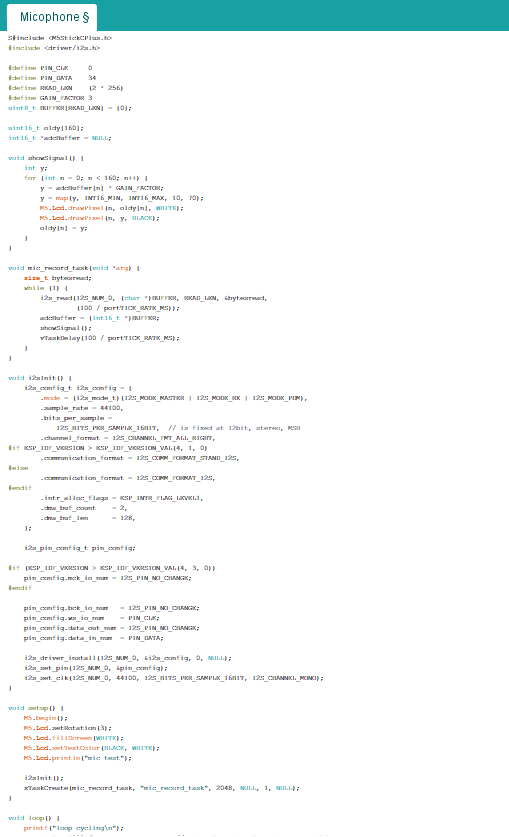 Micophone §
S#include <M5StickCPlus.h>
#include <driver/i2s.h>
#define PIN_CLK     0
#define PIN_DATA    34
#define READ_LEN    (2 * 256)
#define GAIN_FACTOR 3
uint8_t BUFFER[READ_LEN] = {0};
uint16_t oldy[160];
int16_t *adcBuffer = NULL;
void showSignal() {
    int y;
    for (int n = 0; n < 160; n++) {
        y = adcBuffer[n] * GAIN_FACTOR;
        y = map(y, INT16_MIN, INT16_MAX, 10, 70);
        M5.Lcd.drawPixel(n, oldy[n], WHITE);
        M5.Lcd.drawPixel(n, y, BLACK);
        oldy[n] = y;
    }
}
void mic_record_task(void *arg) {
    size_t bytesread;
    while (1) {
        i2s_read(I2S_NUM_0, (char *)BUFFER, READ_LEN, &bytesread,
                 (100 / portTICK_RATE_MS));
        adcBuffer = (int16_t *)BUFFER;
        showSignal();
        vTaskDelay(100 / portTICK_RATE_MS);
    }
}
void i2sInit() {
    i2s_config_t i2s_config = {
        .mode = (i2s_mode_t)(I2S_MODE_MASTER | I2S_MODE_RX | I2S_MODE_PDM),
        .sample_rate = 44100,
        .bits_per_sample =
            I2S_BITS_PER_SAMPLE_16BIT,  // is fixed at 12bit, stereo, MSB
        .channel_format = I2S_CHANNEL_FMT_ALL_RIGHT,
#if ESP_IDF_VERSION > ESP_IDF_VERSION_VAL(4, 1, 0)
        .communication_format = I2S_COMM_FORMAT_STAND_I2S,
#else
        .communication_format = I2S_COMM_FORMAT_I2S,
#endif
        .intr_alloc_flags = ESP_INTR_FLAG_LEVEL1,
        .dma_buf_count    = 2,
        .dma_buf_len      = 128,
    };
    i2s_pin_config_t pin_config;
#if (ESP_IDF_VERSION > ESP_IDF_VERSION_VAL(4, 3, 0))
    pin_config.mck_io_num = I2S_PIN_NO_CHANGE;
#endif
    pin_config.bck_io_num   = I2S_PIN_NO_CHANGE;
    pin_config.ws_io_num    = PIN_CLK;
    pin_config.data_out_num = I2S_PIN_NO_CHANGE;
    pin_config.data_in_num  = PIN_DATA;
    i2s_driver_install(I2S_NUM_0, &i2s_config, 0, NULL);
    i2s_set_pin(I2S_NUM_0, &pin_config);
    i2s_set_clk(I2S_NUM_0, 44100, I2S_BITS_PER_SAMPLE_16BIT, I2S_CHANNEL_MONO);
}
void setup() {
    M5.begin();
    M5.Lcd.setRotation(3);
    M5.Lcd.fillScreen(WHITE);
    M5.Lcd.setTextColor(BLACK, WHITE);
    M5.Lcd.println("mic test");
    i2sInit();
    xTaskCreate(mic_record_task, "mic_record_task", 2048, NULL, 1, NULL);
}
void loop() {
    printf("loop cycling\n");